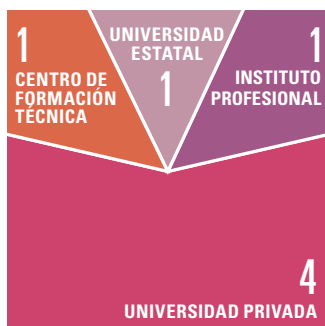 1
CENTRO DE
FORMACIÓN
TÉCNICA
UNIVERSIDAD
ESTATAL
1
1
INSTITUTO
PROFESIONAL
4
UNIVERSIDAD PRIVADA